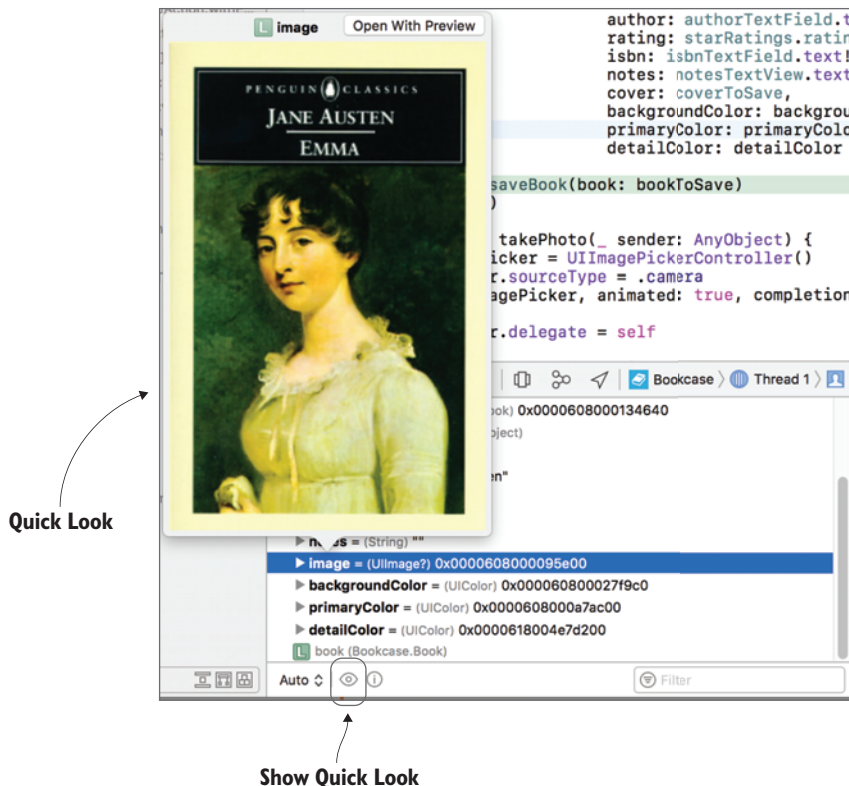 image
Open With Preview
PENGUIN CLASSICS
JANE AUSTEN
EMMA
author: authorTextField.t
rating: starRatings.ratin
isbn: isbnTextField.text!
notes: notesTextView.text
cover: coverToSave,
backgroundColor: backgrou
primaryColor: primaryColo
detailColor: detailColor
saveBook(book: bookToSave)
)
takePhoto(_ sender: AnyObject) {
icker = UIImagePickerController()
r.sourceType = .camera
agePicker, animated: true, completion
r.delegate = self
Bookcase
Thread 1
ok) 0x0000608000134640
bject)
en"
Quick Look
notes = (String) ""
image = (UIImage?) 0x0000608000095e00
backgroundColor = (UIColor) 0x000060800027f9c0
primaryColor = (UIColor) 0x0000608000a7ac00
detailColor = (UIColor) 0x0000618004e7d200
L book (Bookcase.Book)
Auto
Filter
Show Quick Look